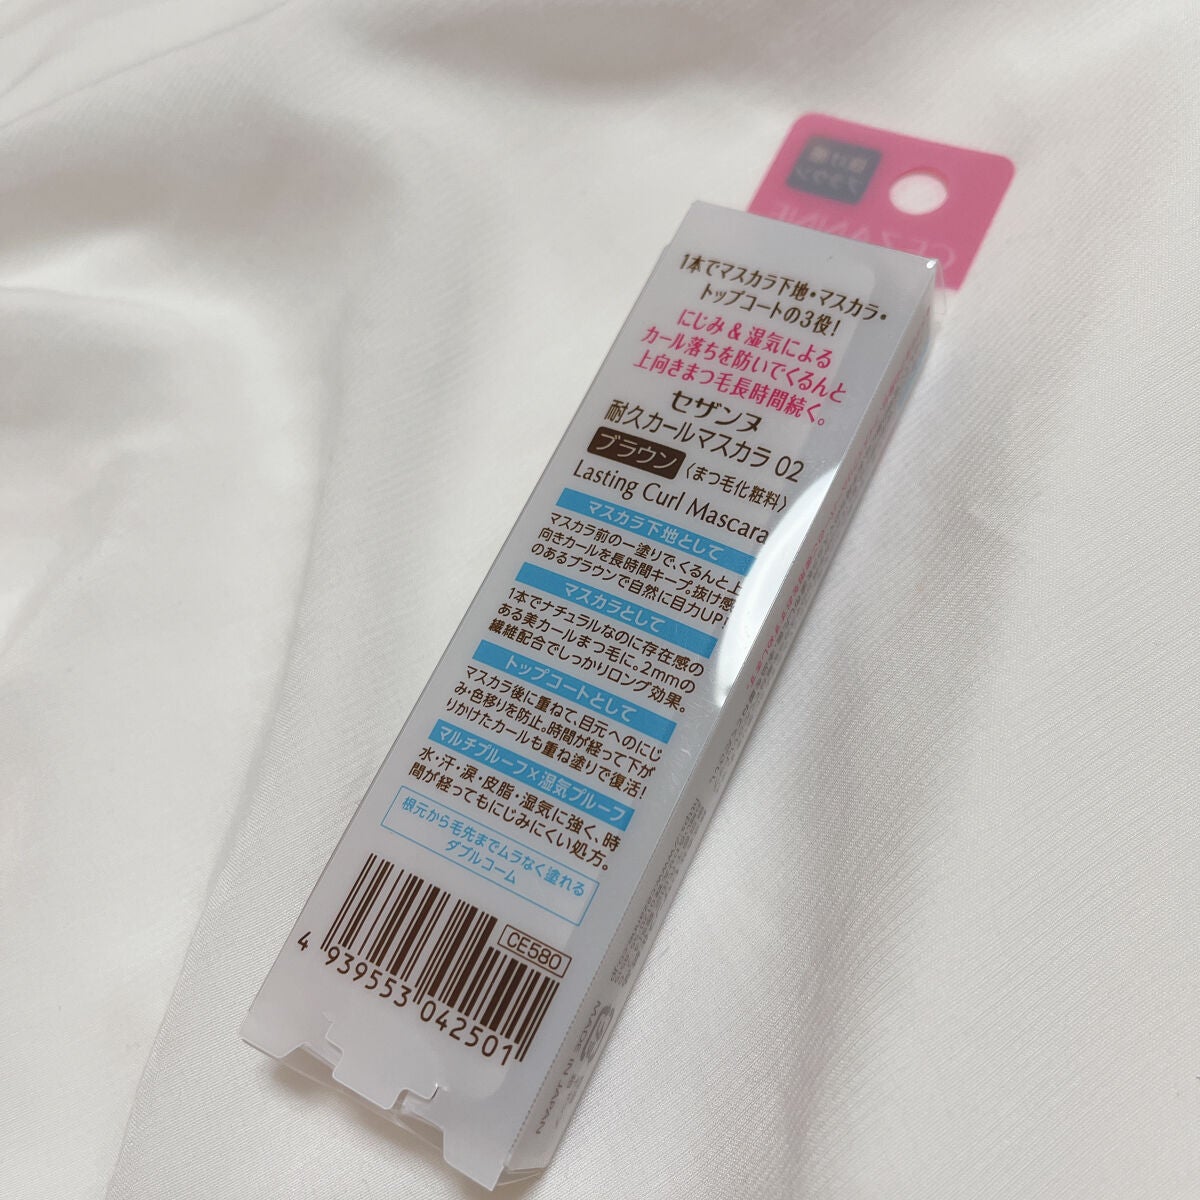 抜け感
ブラウン
CEZANNE
1本でマスカラ下地・マスカラ・
トップコートの3役!
にじみ & 湿気による
カール落ちを防いでくるんと
上向きまつ毛長時間続く。
セザンヌ
耐久カールマスカラ 02
ブラウン 〈まつ毛化粧料〉
Lasting Curl Mascara
マスカラ下地として
マスカラ前の一塗りで、くるんと上
向きカールを長時間キープ。抜け感
のあるブラウンで自然に目力UP!
マスカラとして
1本でナチュラルなのに存在感の
ある美カールまつ毛に。2mmの
繊維配合でしっかりロング効果。
トップコートとして
マスカラ後に重ねて、目元へのにじ
み・色移りを防止。時間が経って下が
りかけたカールも重ね塗りで復活!
マルチプルーフ×湿気プルーフ
水・汗・涙・皮脂・湿気に強く、時
間が経ってもにじみにくい処方。
根元から毛先までムラなく塗れる
ダブルコーム
CE580
4 939553 042501
MADE IN JAPAN